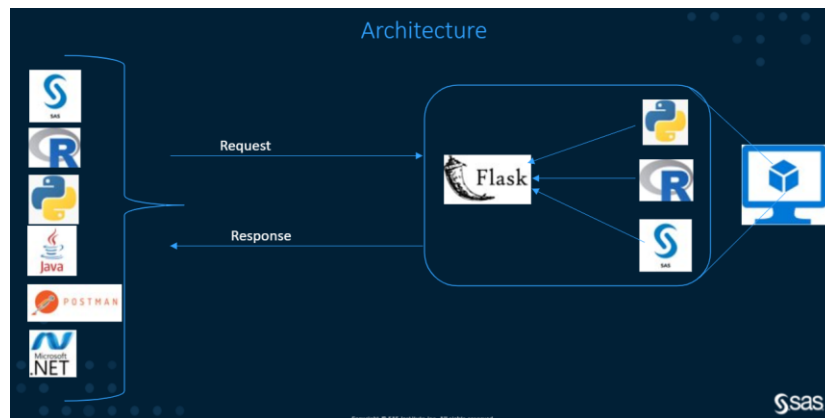 Architecture
SAS
R
Java
POSTMAN
Microsoft
.NET
Request
Response
Flask
R
SAS
sas